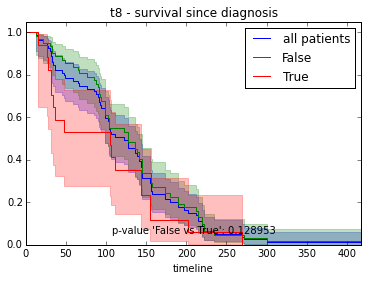 t8 - survival since diagnosis
all patients
False
True
1.0
0.8
0.6
0.4
0.2
0.0
p-value 'False vs True': 0.128953
0 50 100 150 200 250 300 350 400
timeline